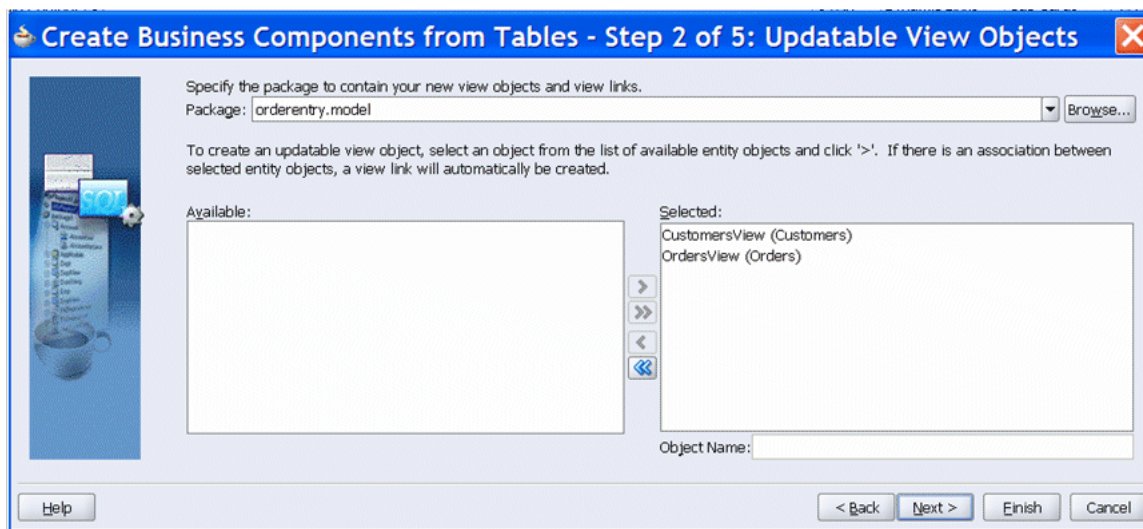 Create Business Components from Tables - Step 2 of 5: Updatable View Objects
Specify the package to contain your new view objects and view links.
Package: orderentry.model
Browse...
To create an updatable view object, select an object from the list of available entity objects and click '>'. If there is an association between
selected entity objects, a view link will automatically be created.
Available:
Selected:
CustomersView (Customers)
OrdersView (Orders)
SQL
Object Name:
Help
< Back
Next >
Finish
Cancel